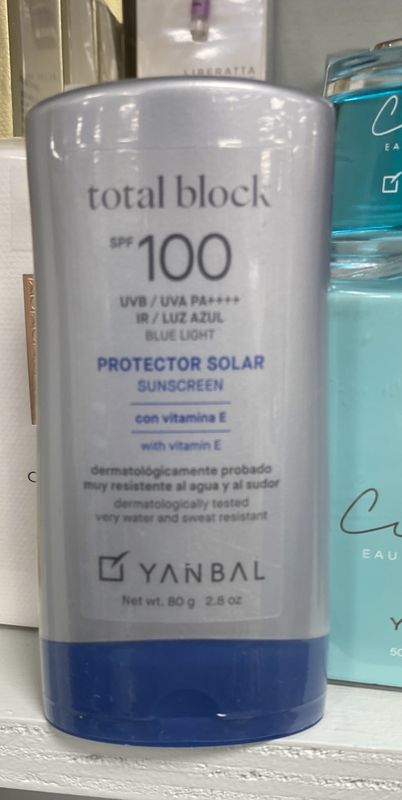 LIBERATTA
total block
SPF 100
UVB / UVA PA++++
IR / LUZ AZUL
BLUE LIGHT
PROTECTOR SOLAR
SUNSCREEN
con vitamina E
with vitamin E
dermatológicamente probado
muy resistente al agua y al sudor
dermatologically tested
very water and sweat resistant
YANBAL
Net wt. 80 g 2.8 oz
EAU